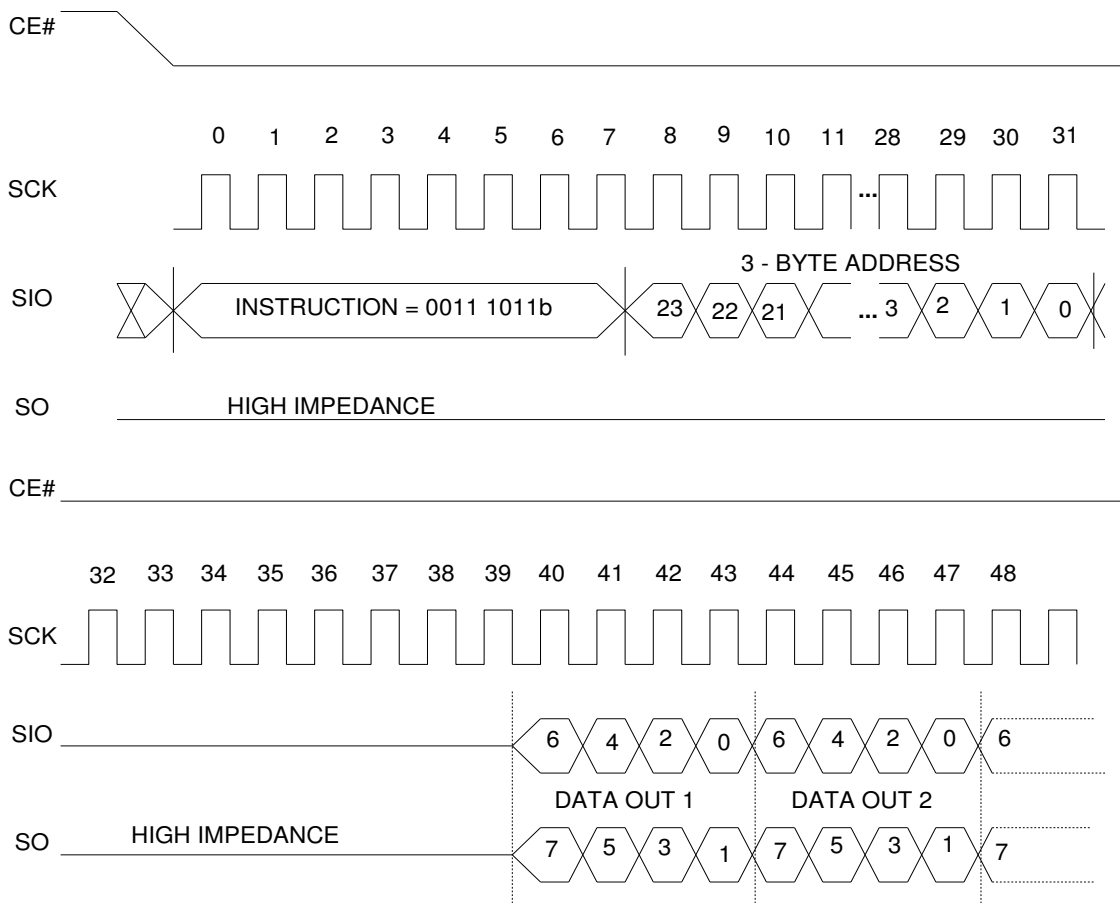 CE#
0 1 2 3 4 5 6 7 8 9 10 11 28 29 30 31
SCK ...
3 - BYTE ADDRESS
SIO INSTRUCTION = 0011 1011b 23 22 21 ... 3 2 1 0
SO HIGH IMPEDANCE
CE#
32 33 34 35 36 37 38 39 40 41 42 43 44 45 46 47 48
SCK
SIO 6 4 2 0 6 4 2 0 6
DATA OUT 1 DATA OUT 2
SO HIGH IMPEDANCE 7 5 3 1 7 5 3 1 7